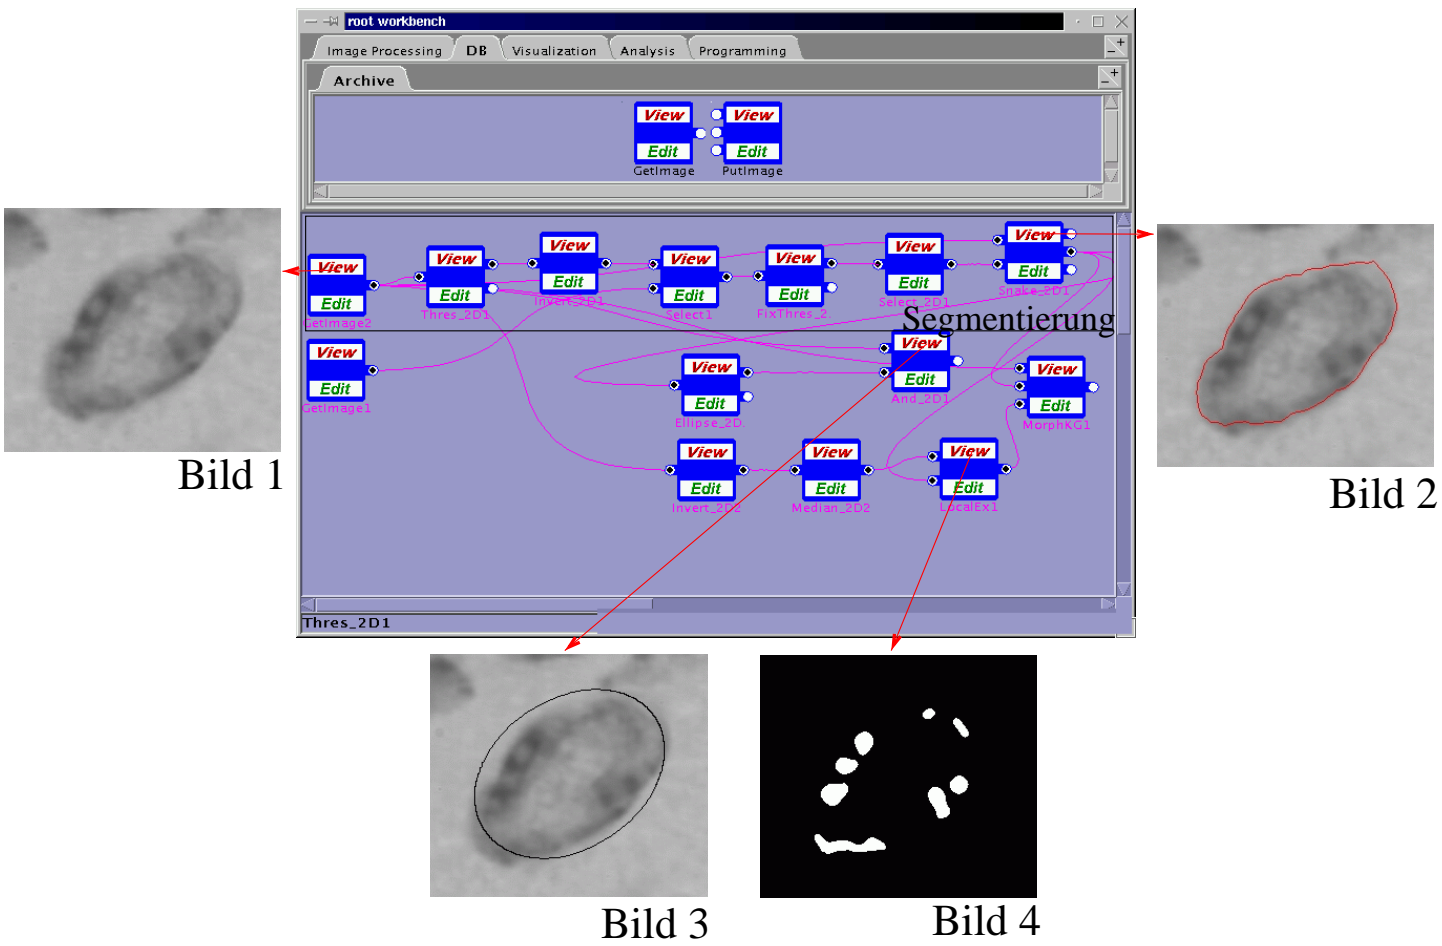 root workbench
Image Processing DB Visualization Analysis Programming
Archive
View View
Edit Edit
GetImage PutImage
View View View View View View View
Edit Edit Edit Edit Edit Edit Edit
GetImage2 Thres_2D1 Invert_2D1 Select1 FixThres_2. Select_2D1 Snake_2D1
Segmentierung
View View View View
Edit Edit Edit Edit
GetImage1 Ellipse_2D. And_2D1 MorphKG1
View View View
Edit Edit Edit
Invert_2D2 Median_2D2 LocalEx1
Thres_2D1
Bild 1
Bild 2
Bild 3
Bild 4